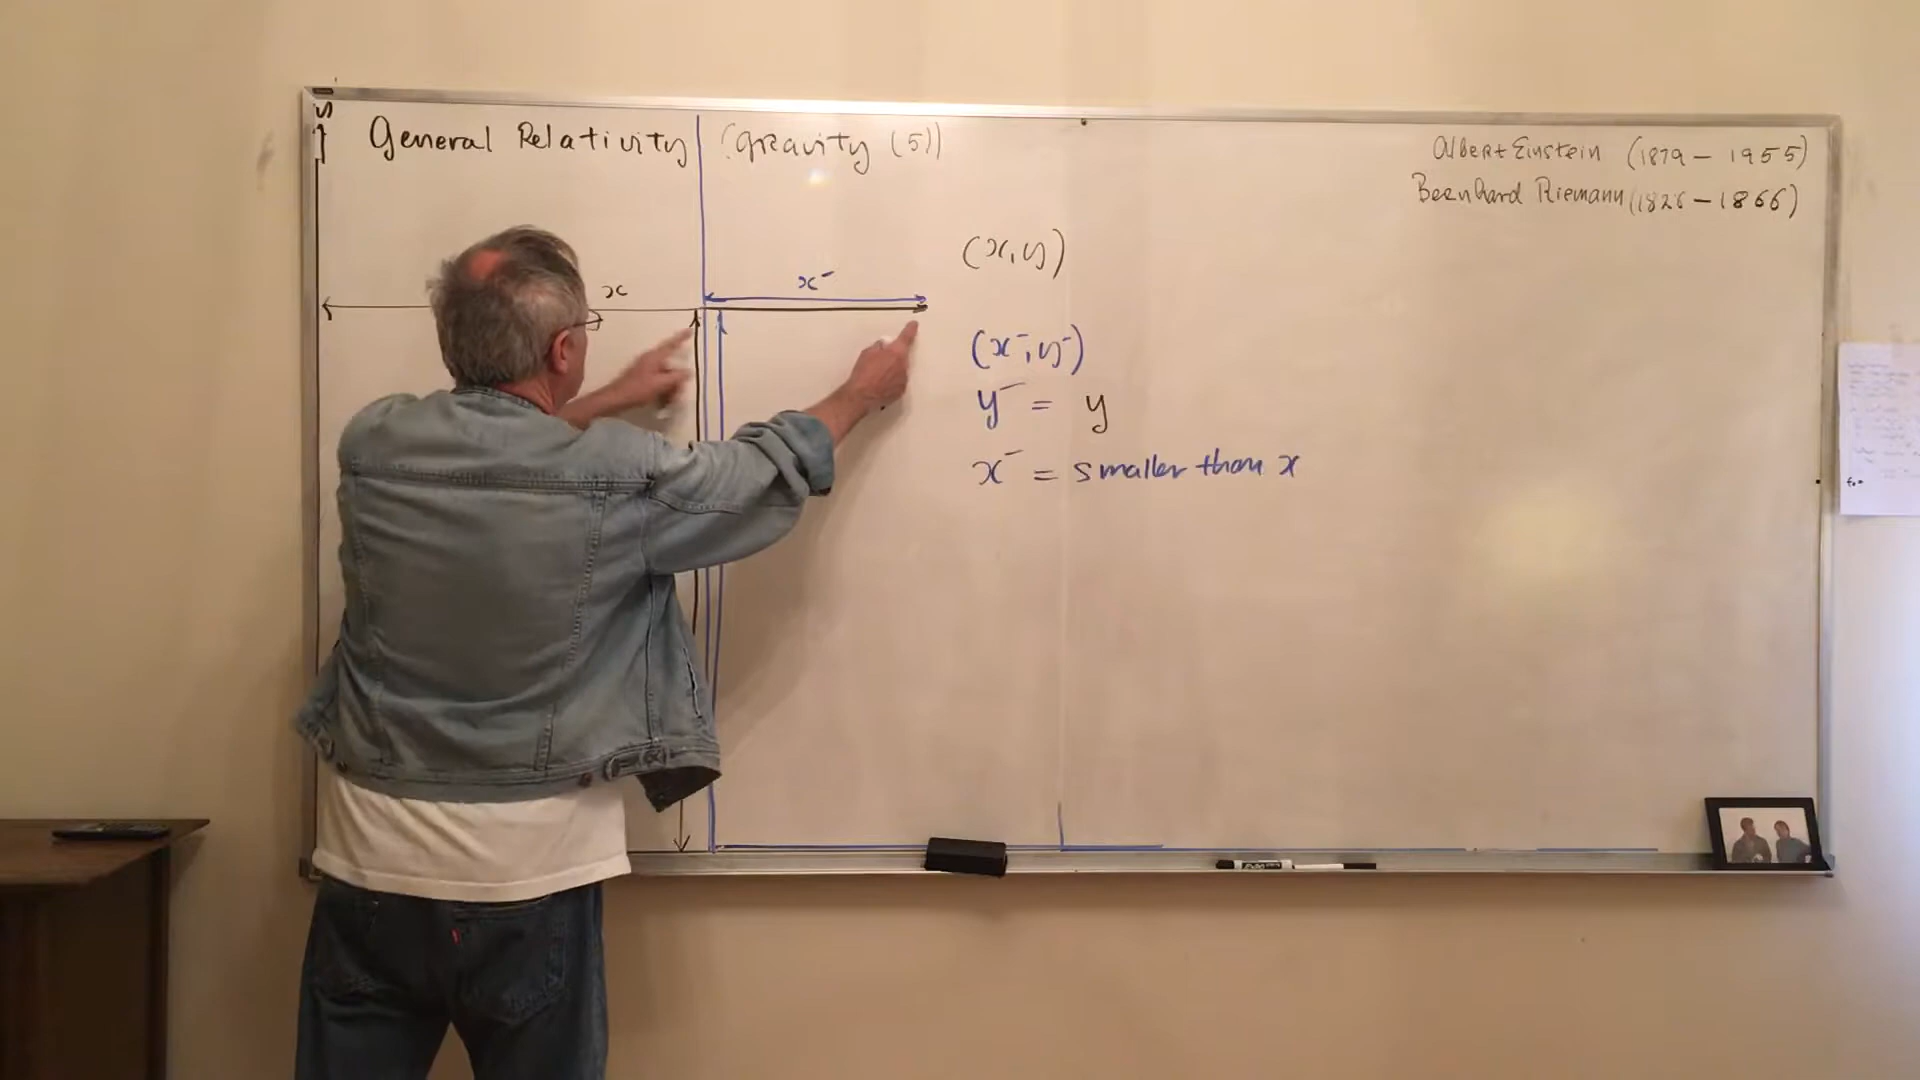 General Relativity (Gravity (5))
Albert Einstein (1879 - 1955)
Bernhard Riemann (1826 - 1866)
S
(x, y)
x
x⁻
(x⁻, y⁻)
y⁻ = y
x⁻ = smaller than x